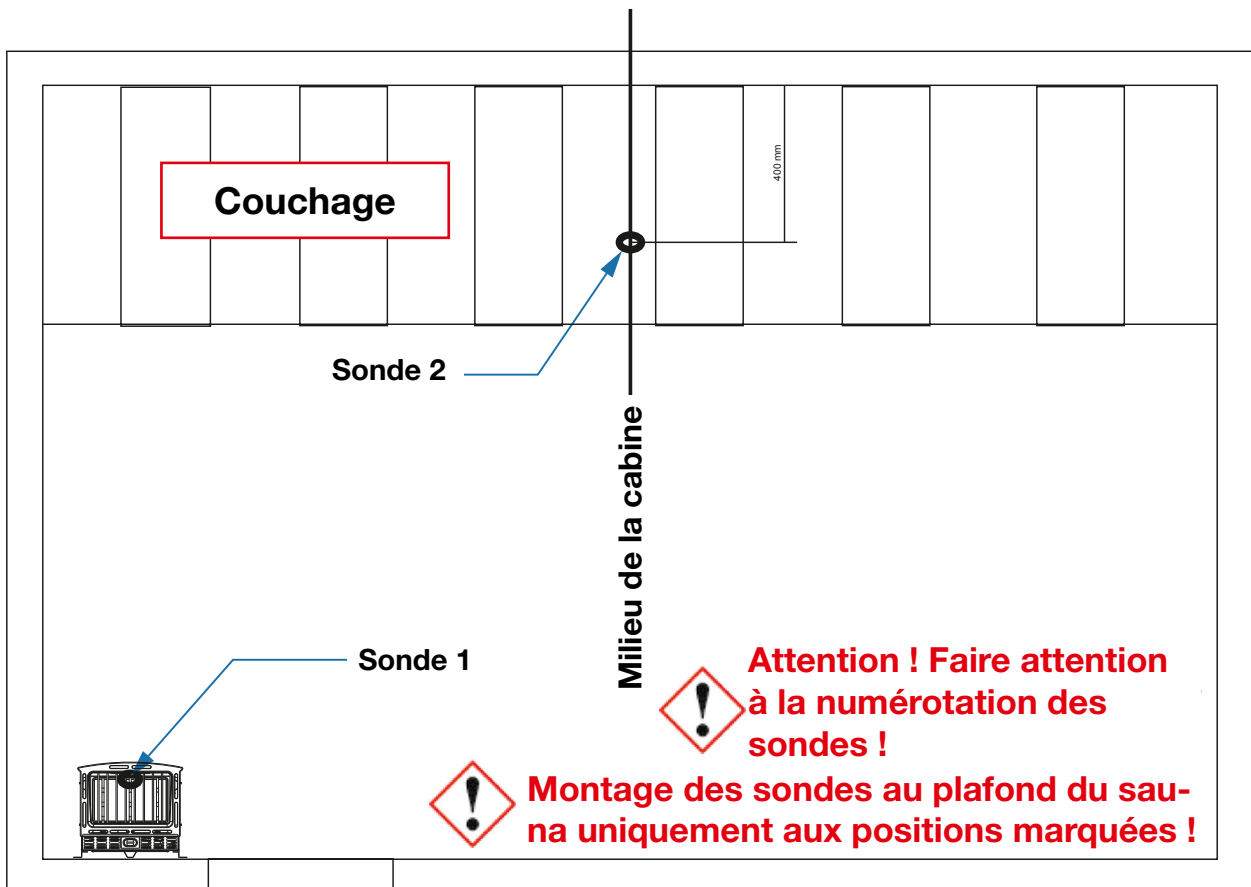 Couchage
400 mm
Sonde 2
Milieu de la cabine
Sonde 1
Attention ! Faire attention
à la numérotation des
sondes !
Montage des sondes au plafond du sau-
na uniquement aux positions marquées !